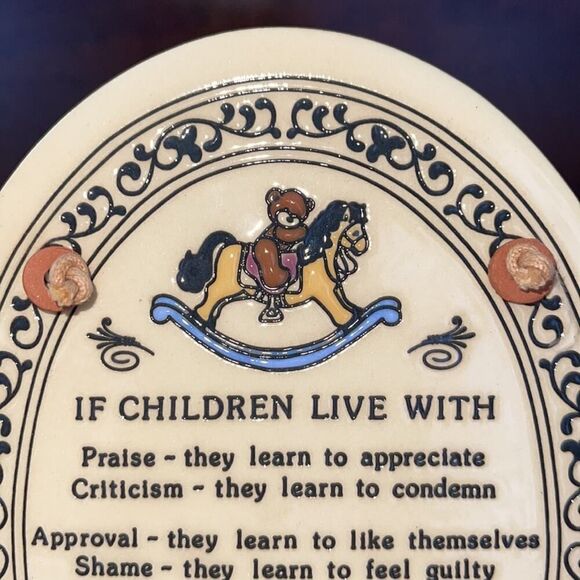 IF CHILDREN LIVE WITH
Praise ~ they learn to appreciate
Criticism ~ they learn to condemn
Approval ~ they learn to like themselves
Shame ~ they learn to feel guilty